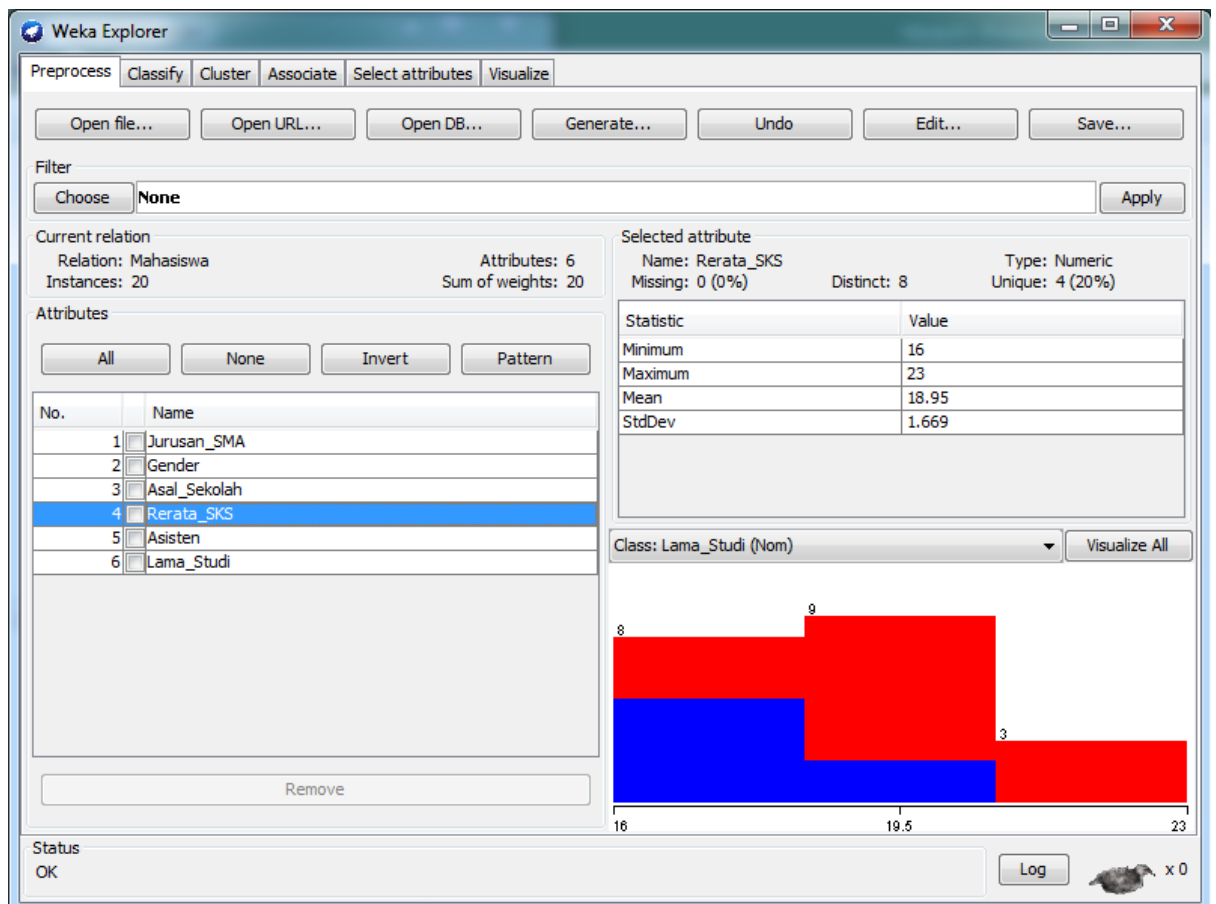 Weka Explorer
Preprocess Classify Cluster Associate Select attributes Visualize
Open file... Open URL... Open DB... Generate... Undo Edit... Save...
Filter
Choose None Apply
Current relation
Relation: Mahasiswa Attributes: 6
Instances: 20 Sum of weights: 20
Attributes
All None Invert Pattern
No. Name
1 Jurusan_SMA
2 Gender
3 Asal_Sekolah
4 Rerata_SKS
5 Asisten
6 Lama_Studi
Remove
Selected attribute
Name: Rerata_SKS Type: Numeric
Missing: 0 (0%) Distinct: 8 Unique: 4 (20%)
Statistic Value
Minimum 16
Maximum 23
Mean 18.95
StdDev 1.669
Class: Lama_Studi (Nom) Visualize All
8
9
3
16 19.5 23
Status
OK
Log x 0